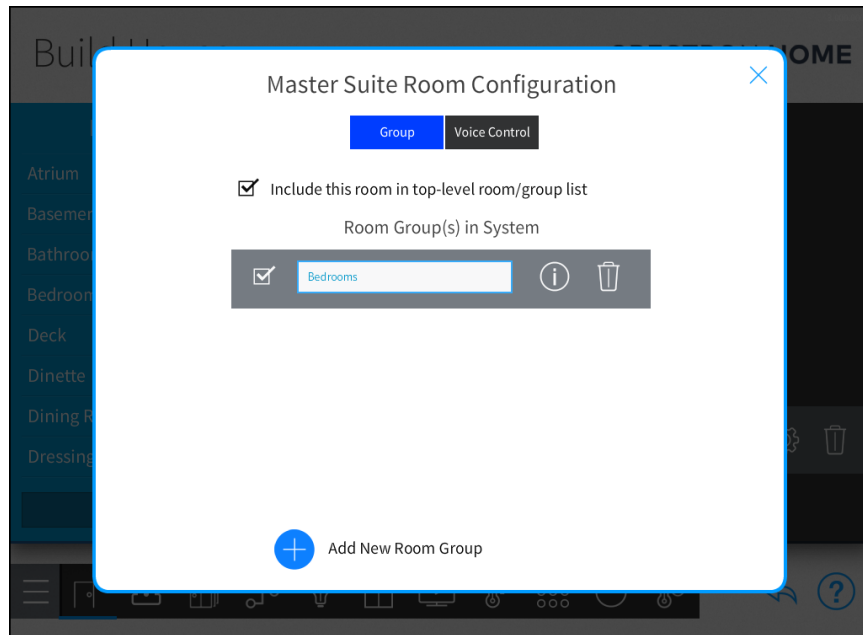 Master Suite Room Configuration
OME
Group
Voice Control
Include this room in top-level room/group list
Room Group(s) in System
Bedrooms
Add New Room Group
Atrium
Deck
Dinette
?